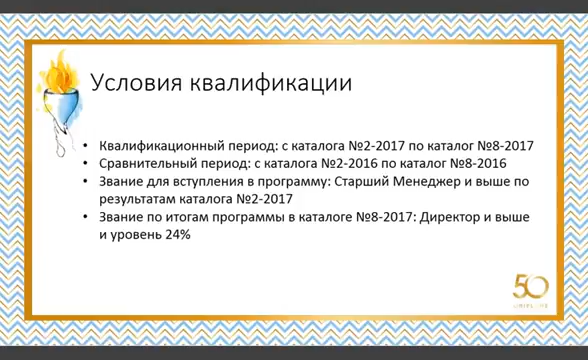 Условия квалификации
• Квалификационный период: с каталога №2-2017 по каталог №8-2017
• Сравнительный период: с каталога №2-2016 по каталог №8-2016
• Звание для вступления в программу: Старший Менеджер и выше по
результатам каталога №2-2017
• Звание по итогам программы в каталоге №8-2017: Директор и выше
и уровень 24%
50